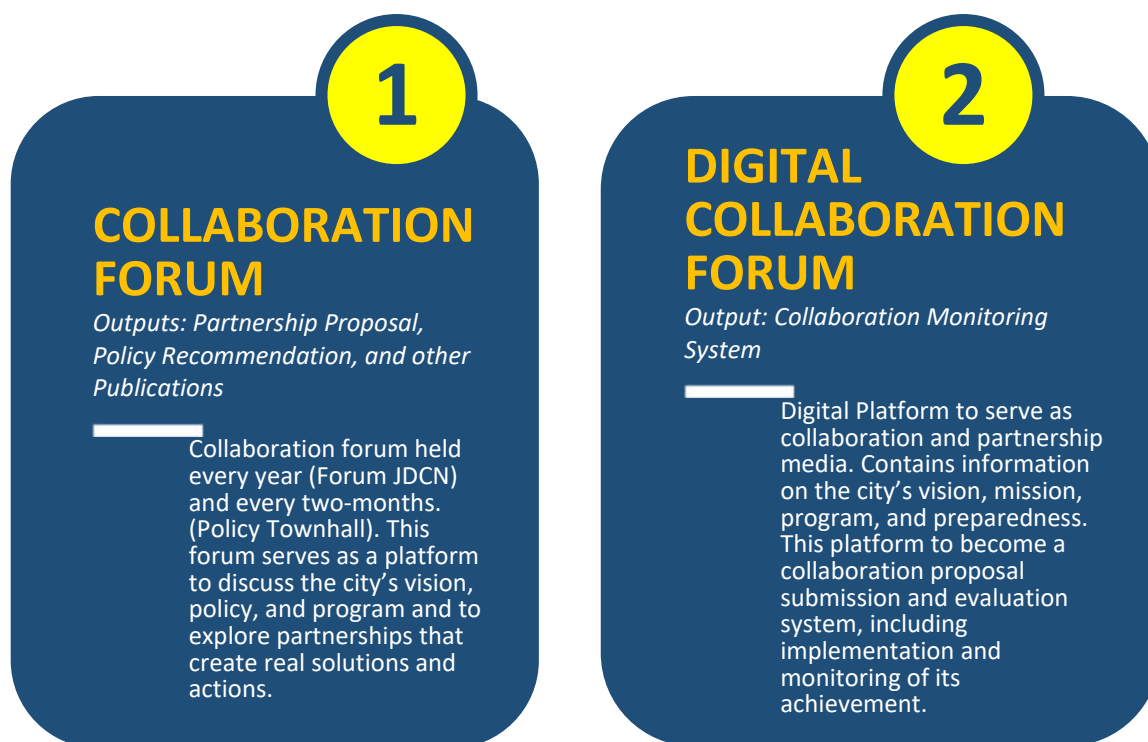 1
COLLABORATION
FORUM
Outputs: Partnership Proposal,
Policy Recommendation, and other
Publications
Collaboration forum held
every year (Forum JDCN)
and every two-months.
(Policy Townhall). This
forum serves as a platform
to discuss the city’s vision,
policy, and program and to
explore partnerships that
create real solutions and
actions.
2
DIGITAL
COLLABORATION
FORUM
Output: Collaboration Monitoring
System
Digital Platform to serve as
collaboration and partnership
media. Contains information
on the city’s vision, mission,
program, and preparedness.
This platform to become a
collaboration proposal
submission and evaluation
system, including
implementation and
monitoring of its
achievement.